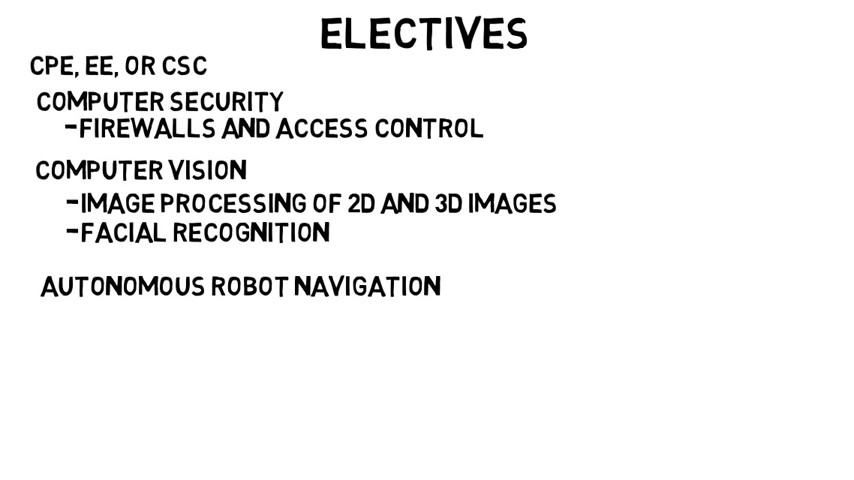 ELECTIVES
CPE, EE, OR CSC
COMPUTER SECURITY
-FIREWALLS AND ACCESS CONTROL
COMPUTER VISION
-IMAGE PROCESSING OF 2D AND 3D IMAGES
-FACIAL RECOGNITION
AUTONOMOUS ROBOT NAVIGATION